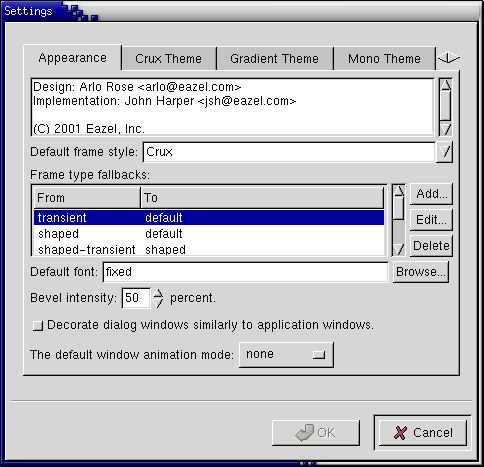 Settings
Appearance Crux Theme Gradient Theme Mono Theme
Design: Arlo Rose <arlo@eazel.com>
Implementation: John Harper <jsh@eazel.com>
(C) 2001 Eazel, Inc.
Default frame style: Crux
Frame type fallbacks:
From To Add...
transient default Edit...
shaped default
shaped-transient shaped Delete
Default font: fixed Browse...
Bevel intensity: 50 percent.
Decorate dialog windows similarly to application windows.
The default window animation mode: none
OK Cancel